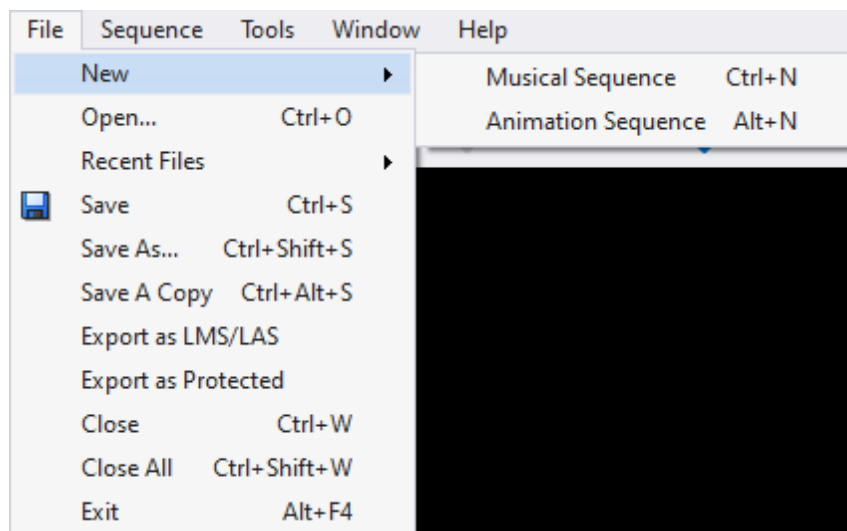 File Sequence Tools Window Help
New
Musical Sequence Ctrl+N
Animation Sequence Alt+N
Open... Ctrl+O
Recent Files
Save Ctrl+S
Save As... Ctrl+Shift+S
Save A Copy Ctrl+Alt+S
Export as LMS/LAS
Export as Protected
Close Ctrl+W
Close All Ctrl+Shift+W
Exit Alt+F4